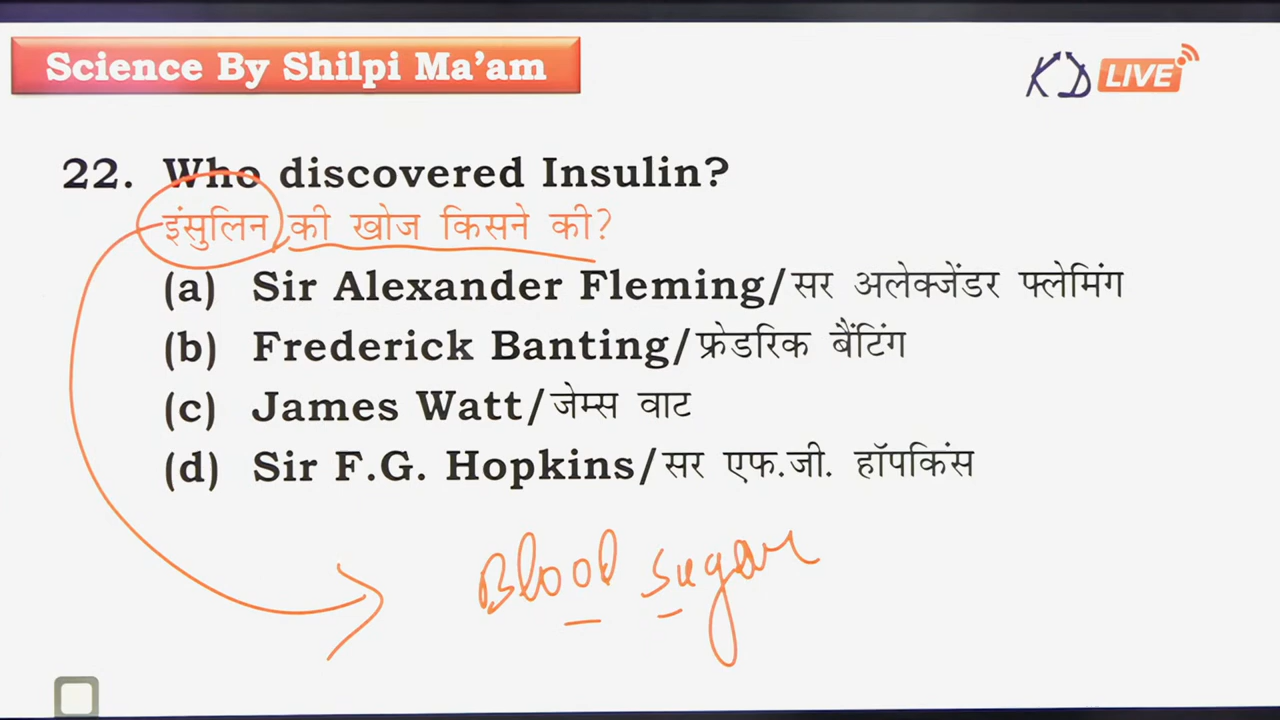 Science By Shilpi Ma’am
KD LIVE
22. Who discovered Insulin?
इंसुलिन की खोज किसने की?
(a) Sir Alexander Fleming/सर अलेक्जेंडर फ्लेमिंग
(b) Frederick Banting/फ्रेडरिक बैंटिंग
(c) James Watt/जेम्स वाट
(d) Sir F.G. Hopkins/सर एफ.जी. हॉपकिंस
Blood sugar